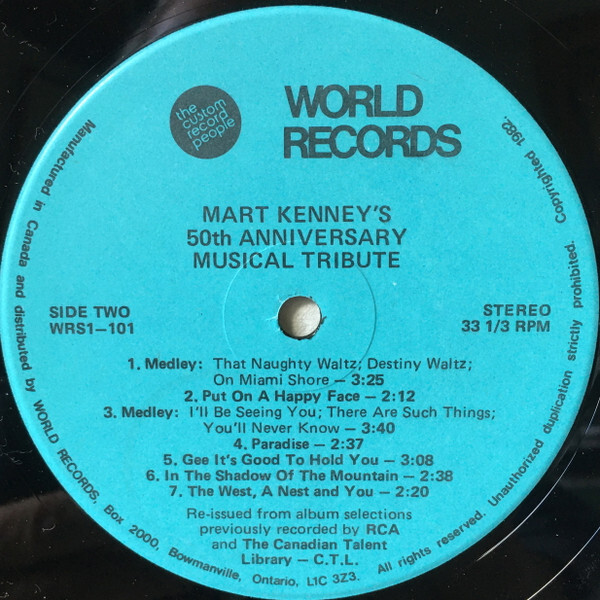 the
custom
record
people
WORLD
RECORDS
MART KENNEY'S
50th ANNIVERSARY
MUSICAL TRIBUTE
SIDE TWO
WRS1-101
STEREO
33 1/3 RPM
1. Medley: That Naughty Waltz; Destiny Waltz;
On Miami Shore – 3:25
2. Put On A Happy Face – 2:12
3. Medley: I'll Be Seeing You; There Are Such Things;
You'll Never Know – 3:40
4. Paradise – 2:37
5. Gee It's Good To Hold You – 3:08
6. In The Shadow Of The Mountain – 2:38
7. The West, A Nest and You – 2:20
Re-issued from album selections
previously recorded by RCA
and The Canadian Talent
Library – C.T.L.
Manufactured in Canada and distributed by WORLD RECORDS, Box 2000, Bowmanville, Ontario, L1C 3Z3. All rights reserved. Unauthorized duplication strictly prohibited. Copyrighted 1982.